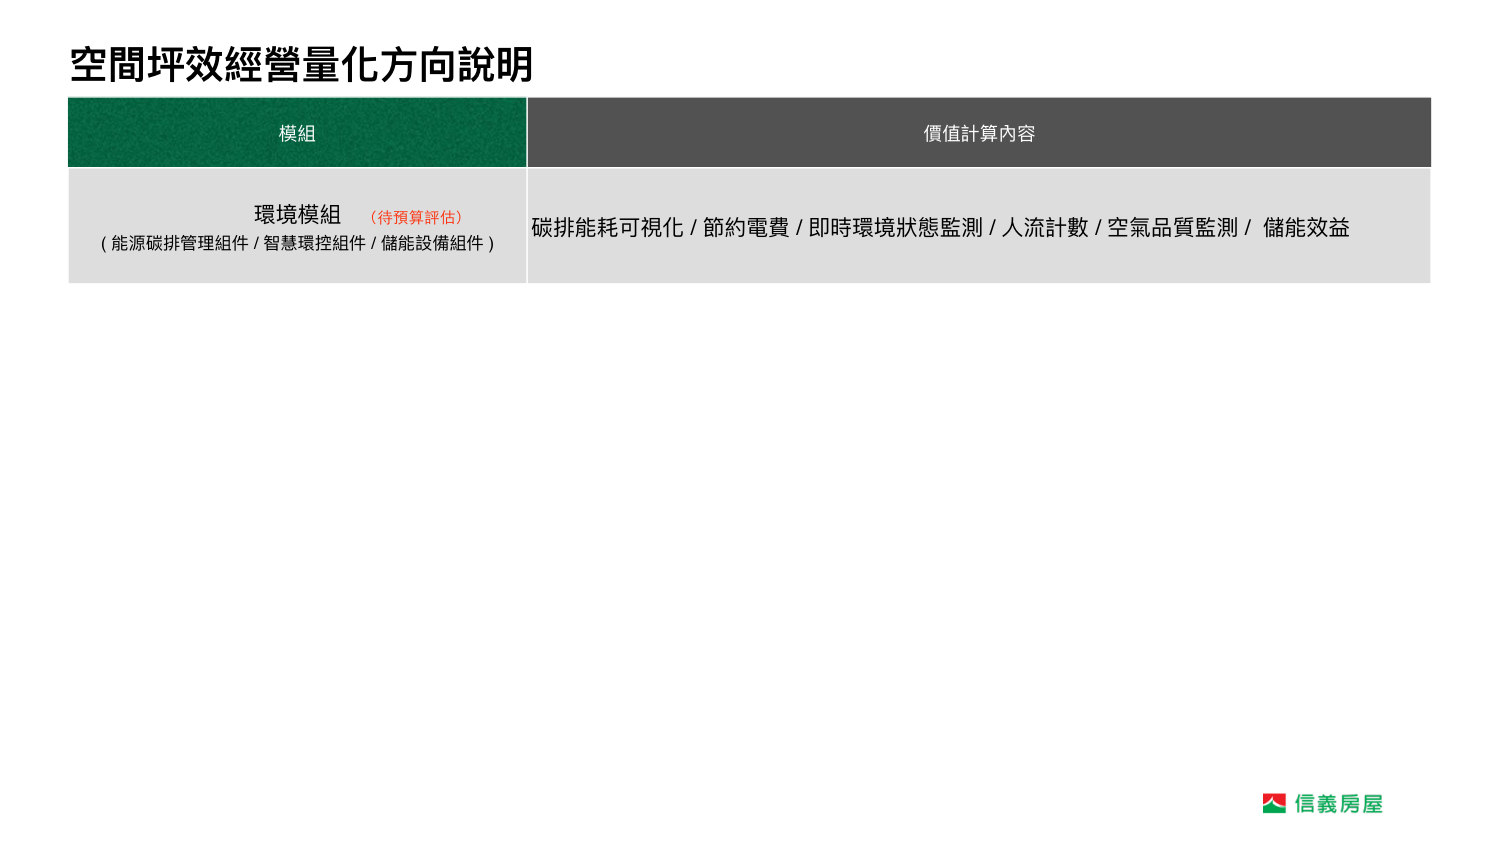 空間坪效經營量化方向說明
模組
價值計算內容
環境模組 （待預算評估）
( 能源碳排管理組件 / 智慧環控組件 / 儲能設備組件 )
碳排能耗可視化 / 節約電費 / 即時環境狀態監測 / 人流計數 / 空氣品質監測 / 儲能效益
信義房屋